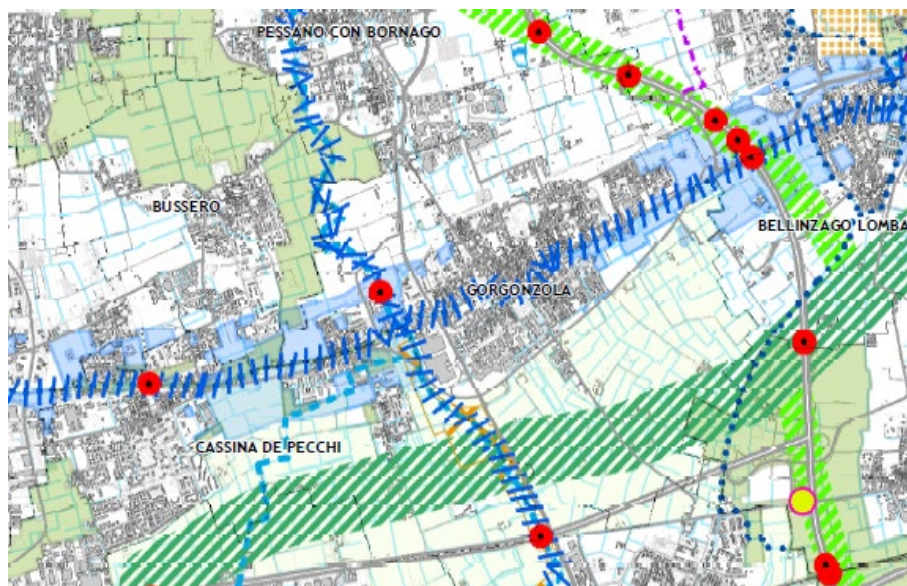 PESSANO CON BORNAGO
BUSSERO
BELLINZAGO LOMBA
GORGONZOLA
CASSINA DE PECCHI